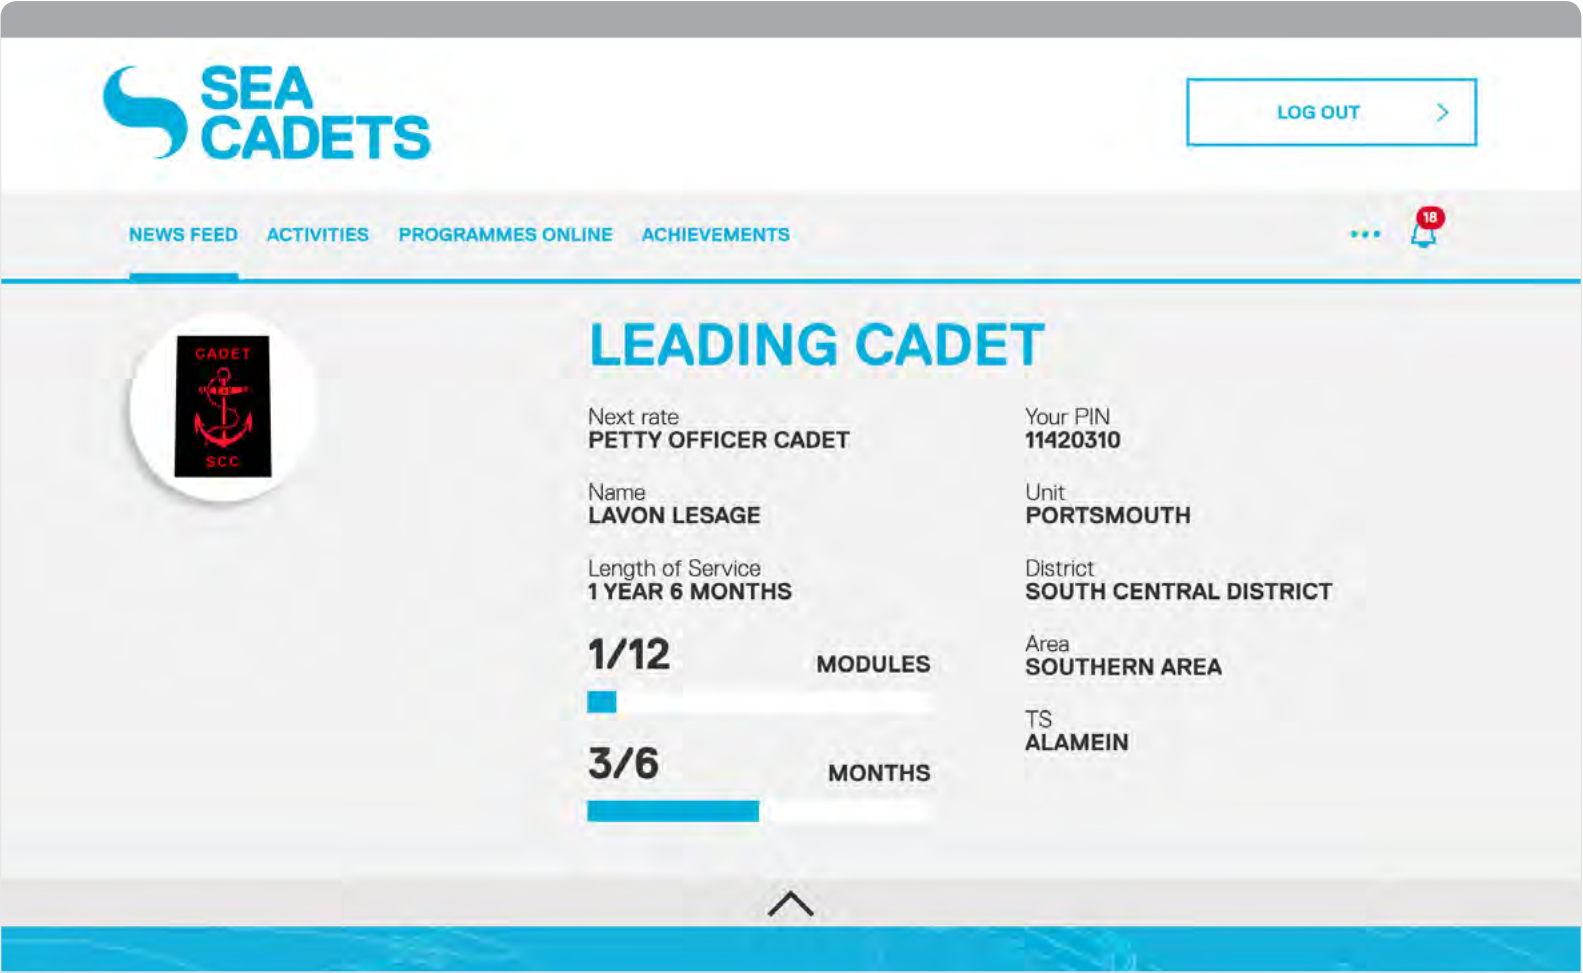 SEA
CADETS
LOG OUT
NEWS FEED
ACTIVITIES
PROGRAMMES ONLINE
ACHIEVEMENTS
18
CADET
SCC
LEADING CADET
Next rate
PETTY OFFICER CADET
Name
LAVON LESAGE
Length of Service
1 YEAR 6 MONTHS
1/12
MODULES
3/6
MONTHS
Your PIN
11420310
Unit
PORTSMOUTH
District
SOUTH CENTRAL DISTRICT
Area
SOUTHERN AREA
TS
ALAMEIN